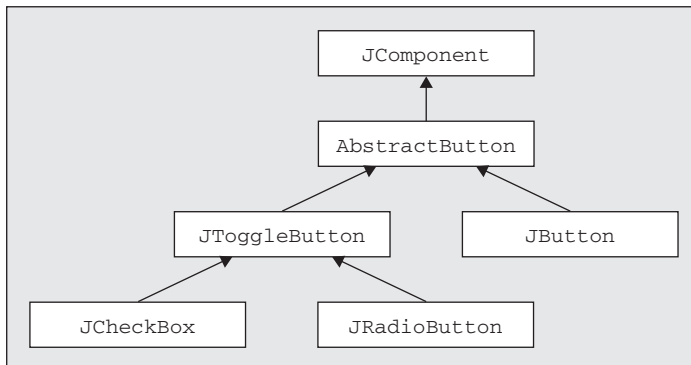 JComponent
AbstractButton
JToggleButton
JButton
JCheckBox
JRadioButton